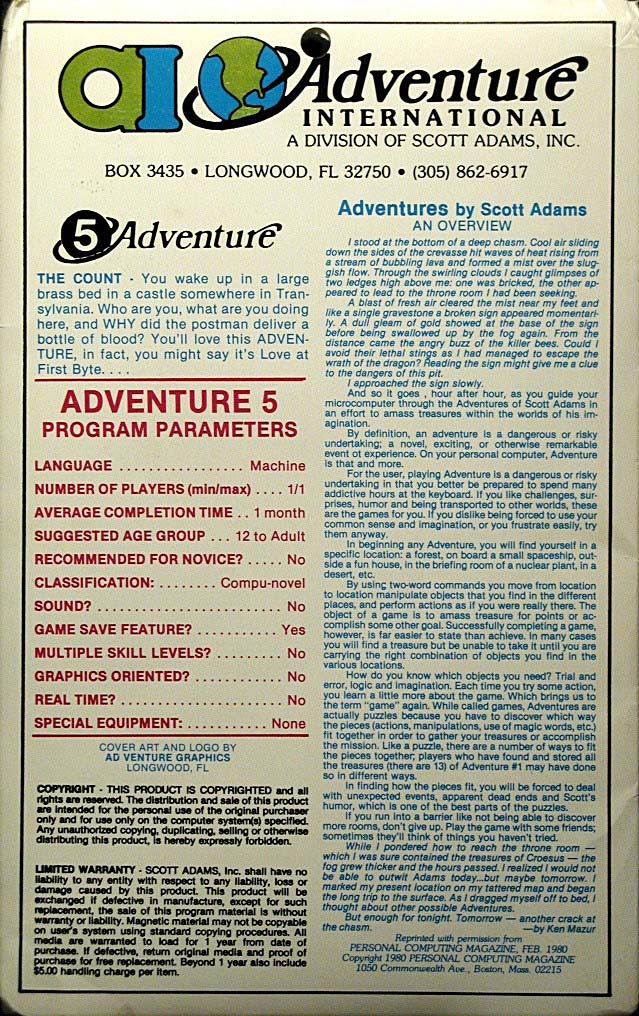 aI Adventure
INTERNATIONAL
A DIVISION OF SCOTT ADAMS, INC.
BOX 3435 • LONGWOOD, FL 32750 • (305) 862-6917
5 Adventure
THE COUNT - You wake up in a large
brass bed in a castle somewhere in Tran-
sylvania. Who are you, what are you doing
here, and WHY did the postman deliver a
bottle of blood? You'll love this ADVEN-
TURE, in fact, you might say it's Love at
First Byte. . . .
ADVENTURE 5
PROGRAM PARAMETERS
LANGUAGE ................ Machine
NUMBER OF PLAYERS (min/max) .... 1/1
AVERAGE COMPLETION TIME .. 1 month
SUGGESTED AGE GROUP ... 12 to Adult
RECOMMENDED FOR NOVICE? ..... No
CLASSIFICATION: ........ Compu-novel
SOUND? .......................... No
GAME SAVE FEATURE? .......... Yes
MULTIPLE SKILL LEVELS? ......... No
GRAPHICS ORIENTED? ........... No
REAL TIME? ...................... No
SPECIAL EQUIPMENT: ........... None
COVER ART AND LOGO BY
AD VENTURE GRAPHICS
LONGWOOD, FL
COPYRIGHT - THIS PRODUCT IS COPYRIGHTED and all
rights are reserved. The distribution and sale of this product
are intended for the personal use of the original purchaser
only and for use only on the computer system(s) specified.
Any unauthorized copying, duplicating, selling or otherwise
distributing this product, is hereby expressly forbidden.
LIMITED WARRANTY - SCOTT ADAMS, Inc. shall have no
liability to any entity with respect to any liability, loss or
damage caused by this product. This product will be
exchanged if defective in manufacture, except for such
replacement, the sale of this program material is without
warranty or liability. Magnetic material may not be copyable
on user's system using standard copying procedures. All
media are warranted to load for 1 year from date of
purchase. If defective, return original media and proof of
purchase for free replacement. Beyond 1 year also include
$5.00 handling charge per item.
Adventures by Scott Adams
AN OVERVIEW
I stood at the bottom of a deep chasm. Cool air sliding
down the sides of the crevasse hit waves of heat rising from
a stream of bubbling lava and formed a mist over the slug-
gish flow. Through the swirling clouds I caught glimpses of
two ledges high above me: one was bricked, the other ap-
peared to lead to the throne room I had been seeking.
A blast of fresh air cleared the mist near my feet and
like a single gravestone a broken sign appeared momentari-
ly. A dull gleam of gold showed at the base of the sign
before being swallowed up by the fog again. From the
distance came the angry buzz of the killer bees. Could I
avoid their lethal stings as I had managed to escape the
wrath of the dragon? Reading the sign might give me a clue
to the dangers of this pit.
I approached the sign slowly.
And so it goes , hour after hour, as you guide your
microcomputer through the Adventures of Scott Adams in
an effort to amass treasures within the worlds of his im-
agination.
By definition, an adventure is a dangerous or risky
undertaking; a novel, exciting, or otherwise remarkable
event ot experience. On your personal computer, Adventure
is that and more.
For the user, playing Adventure is a dangerous or risky
undertaking in that you better be prepared to spend many
addictive hours at the keyboard. If you like challenges, sur-
prises, humor and being transported to other worlds, these
are the games for you. If you dislike being forced to use your
common sense and imagination, or you frustrate easily, try
them anyway.
In beginning any Adventure, you will find yourself in a
specific location: a forest, on board a small spaceship, out-
side a fun house, in the briefing room of a nuclear plant, in a
desert, etc.
By using two-word commands you move from location
to location manipulate objects that you find in the different
places, and perform actions as if you were really there. The
object of a game is to amass treasure for points or ac-
complish some other goal. Successfully completing a game,
however, is far easier to state than achieve. In many cases
you will find a treasure but be unable to take it until you are
carrying the right combination of objects you find in the
various locations.
How do you know which objects you need? Trial and
error, logic and imagination. Each time you try some action,
you learn a little more about the game. Which brings us to
the term "game" again. While called games, Adventures are
actually puzzles because you have to discover which way
the pieces (actions, manipulations, use of magic words, etc.)
fit together in order to gather your treasures or accomplish
the mission. Like a puzzle, there are a number of ways to fit
the pieces together; players who have found and stored all
the treasures (there are 13) of Adventure #1 may have done
so in different ways.
In finding how the pieces fit, you will be forced to deal
with unexpected events, apparent dead ends and Scott's
humor, which is one of the best parts of the puzzles.
If you run into a barrier like not being able to discover
more rooms, don't give up. Play the game with some friends;
sometimes they'll think of things you haven't tried.
While I pondered how to reach the throne room —
which I was sure contained the treasures of Croesus — the
fog grew thicker and the hours passed. I realized I would not
be able to outwit Adams today...but maybe tomorrow. I
marked my present location on my tattered map and began
the long trip to the surface. As I dragged myself off to bed, I
thought about other possible Adventures.
But enough for tonight. Tomorrow — another crack at
the chasm. —by Ken Mazur
Reprinted with permission from
PERSONAL COMPUTING MAGAZINE, FEB. 1980
Copyright 1980 PERSONAL COMPUTING MAGAZINE
1050 Commonwealth Ave., Boston, Mass. 02215